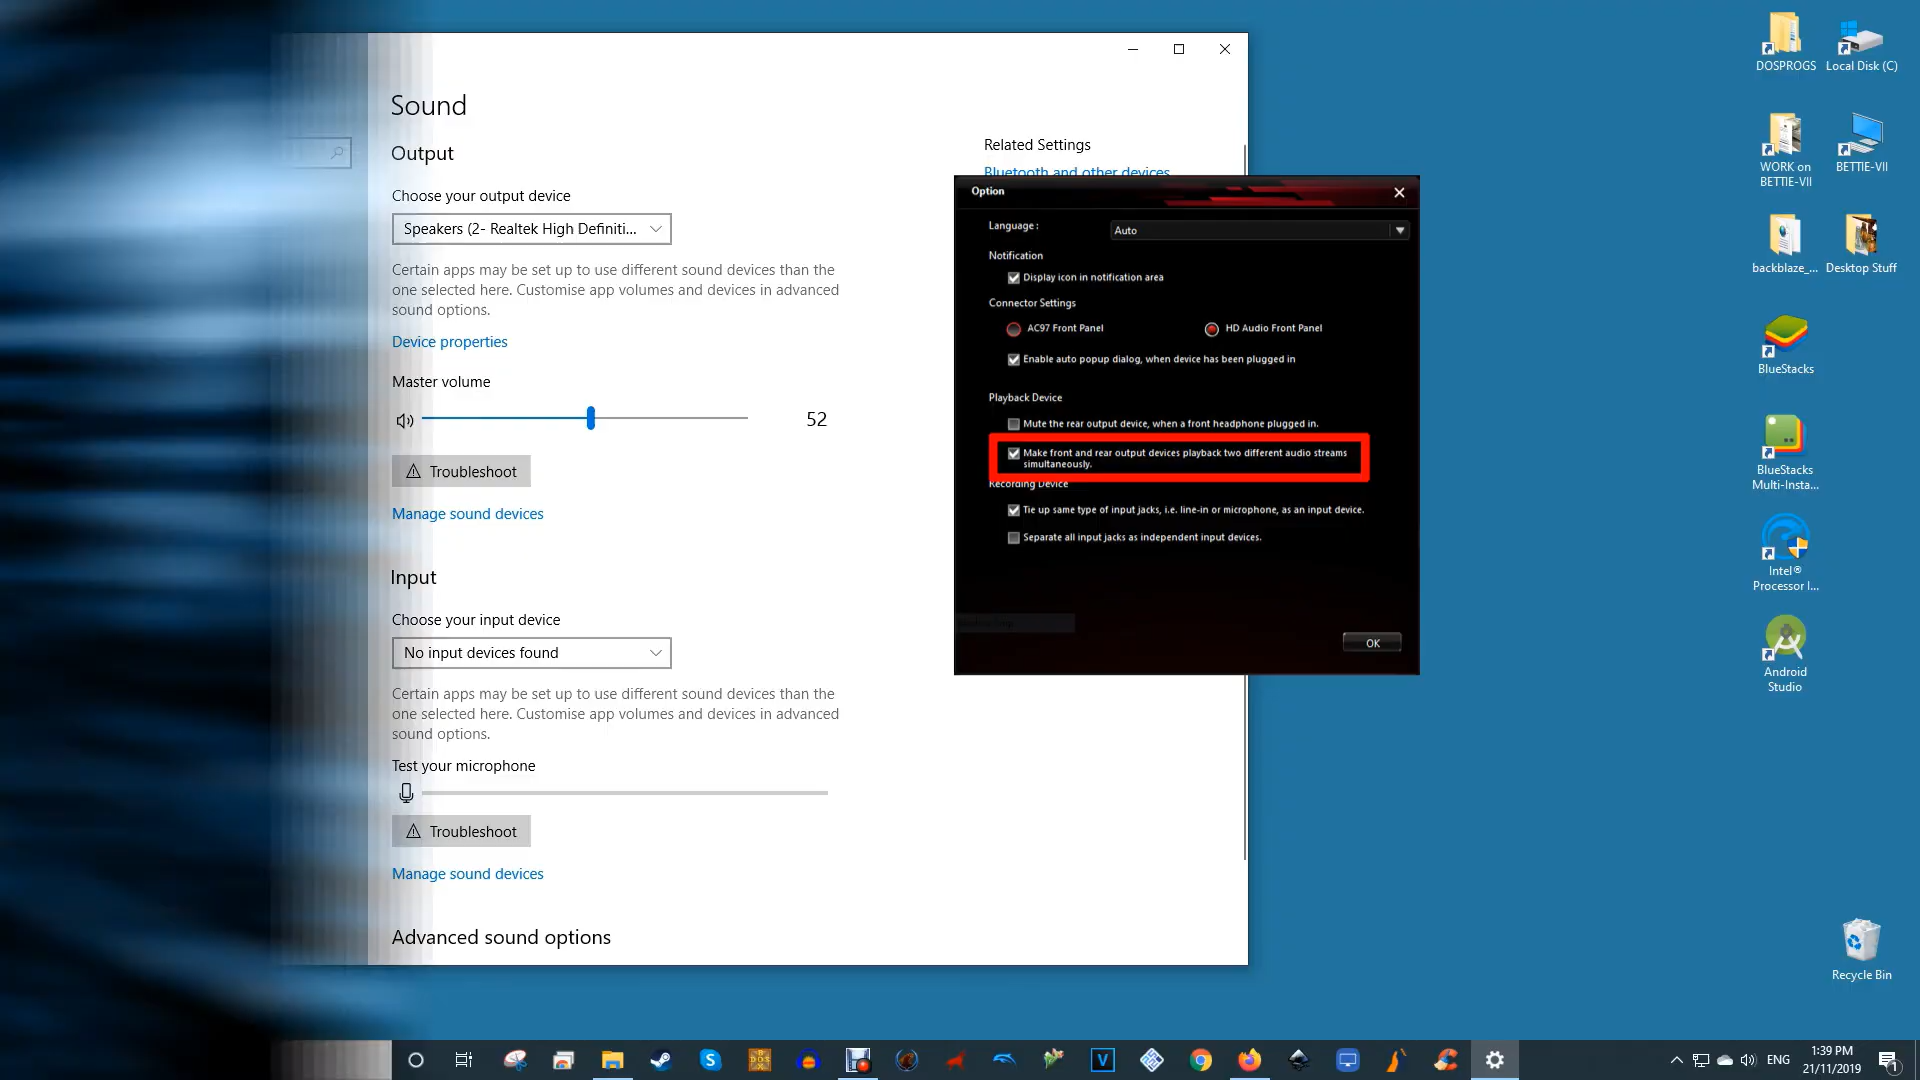 Sound
Output
Choose your output device
Speakers (2- Realtek High Definiti...
Certain apps may be set up to use different sound devices than the
one selected here. Customise app volumes and devices in advanced
sound options.
Device properties
Master volume
52
Troubleshoot
Manage sound devices
Input
Choose your input device
No input devices found
Certain apps may be set up to use different sound devices than the
one selected here. Customise app volumes and devices in advanced
sound options.
Test your microphone
Troubleshoot
Manage sound devices
Advanced sound options
Related Settings
Bluetooth and other devices
Option
Language :
Auto
Notification
Display icon in notification area
Connector Settings
AC97 Front Panel
HD Audio Front Panel
Enable auto popup dialog, when device has been plugged in
Playback Device
Mute the rear output device, when a front headphone plugged in.
Make front and rear output devices playback two different audio streams
simultaneously.
Recording Device
Tie up same type of input jacks, i.e. line-in or microphone, as an input device.
Separate all input jacks as independent input devices.
OK
DOSPROGS
Local Disk (C)
WORK on
BETTIE-VII
BETTIE-VII
backblaze_...
Desktop Stuff
BlueStacks
BlueStacks
Multi-Insta...
Intel®
Processor I...
Android
Studio
Recycle Bin
DOS
V
ENG
1:39 PM
21/11/2019
1